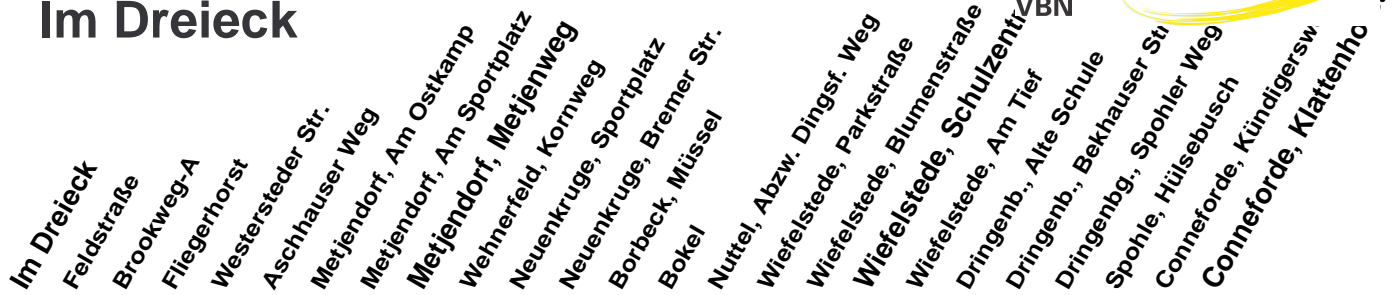 Im Dreieck
VBN
Im Dreieck
Feldstraße
Brookweg-A
Fliegerhorst
Westersteder Str.
Aschhauser Weg
Metjendorf, Am Ostkamp
Metjendorf, Am Sportplatz
Metjendorf, Metjenweg
Wehnerfeld, Kornweg
Neuenkruge, Sportplatz
Neuenkruge, Bremer Str.
Borbeck, Müssel
Bokel
Nuttel, Abzw. Dingsf. Weg
Wiefelstede, Parkstraße
Wiefelstede, Blumenstraße
Wiefelstede, Schulzentr
Wiefelstede, Am Tief
Dringenb., Alte Schule
Dringenb., Bekhauser Str
Dringenbg., Spohler Weg
Spohle, Hülsebusch
Conneforde, Kündigersw
Conneforde, Klattenho